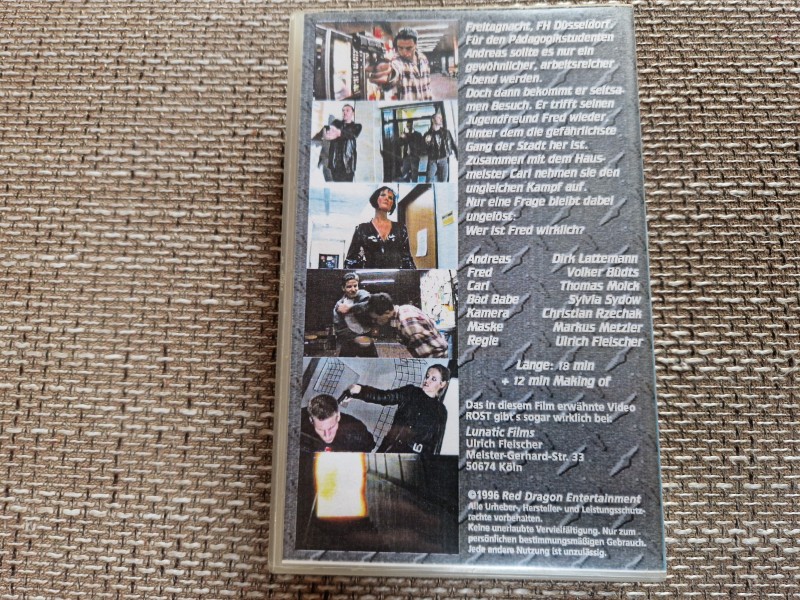 Freitagnacht, FH Düsseldorf.
Für den Pädagogikstudenten
Andreas sollte es nur ein
gewöhnlicher, arbeitsreicher
Abend werden.
Doch dann bekommt er seltsa-
men Besuch. Er trifft seinen
Jugendfreund Fred wieder,
hinter dem die gefährlichste
Gang der Stadt her ist.
Zusammen mit dem Haus-
meister Carl nehmen sie den
ungleichen Kampf auf.
Nur eine Frage bleibt dabei
ungelöst:
Wer ist Fred wirklich?
Andreas Dirk Lattemann
Fred Volker Büdts
Carl Thomas Molck
Bad Babe Sylvia Sydow
Kamera Christian Rzechak
Maske Markus Metzler
Regie Ulrich Fleischer
Länge: 18 min
+ 12 min Making of
Das in diesem Film erwähnte Video
ROST gibt's sogar wirklich bei:
Lunatic Films
Ulrich Fleischer
Meister-Gerhard-Str. 33
50674 Köln
©1996 Red Dragon Entertainment
Alle Urheber, Hersteller- und Leistungsschutz-
rechte vorbehalten.
Keine unerlaubte Vervielfältigung. Nur zum
persönlichen bestimmungsmäßigen Gebrauch.
Jede andere Nutzung ist unzulässig.